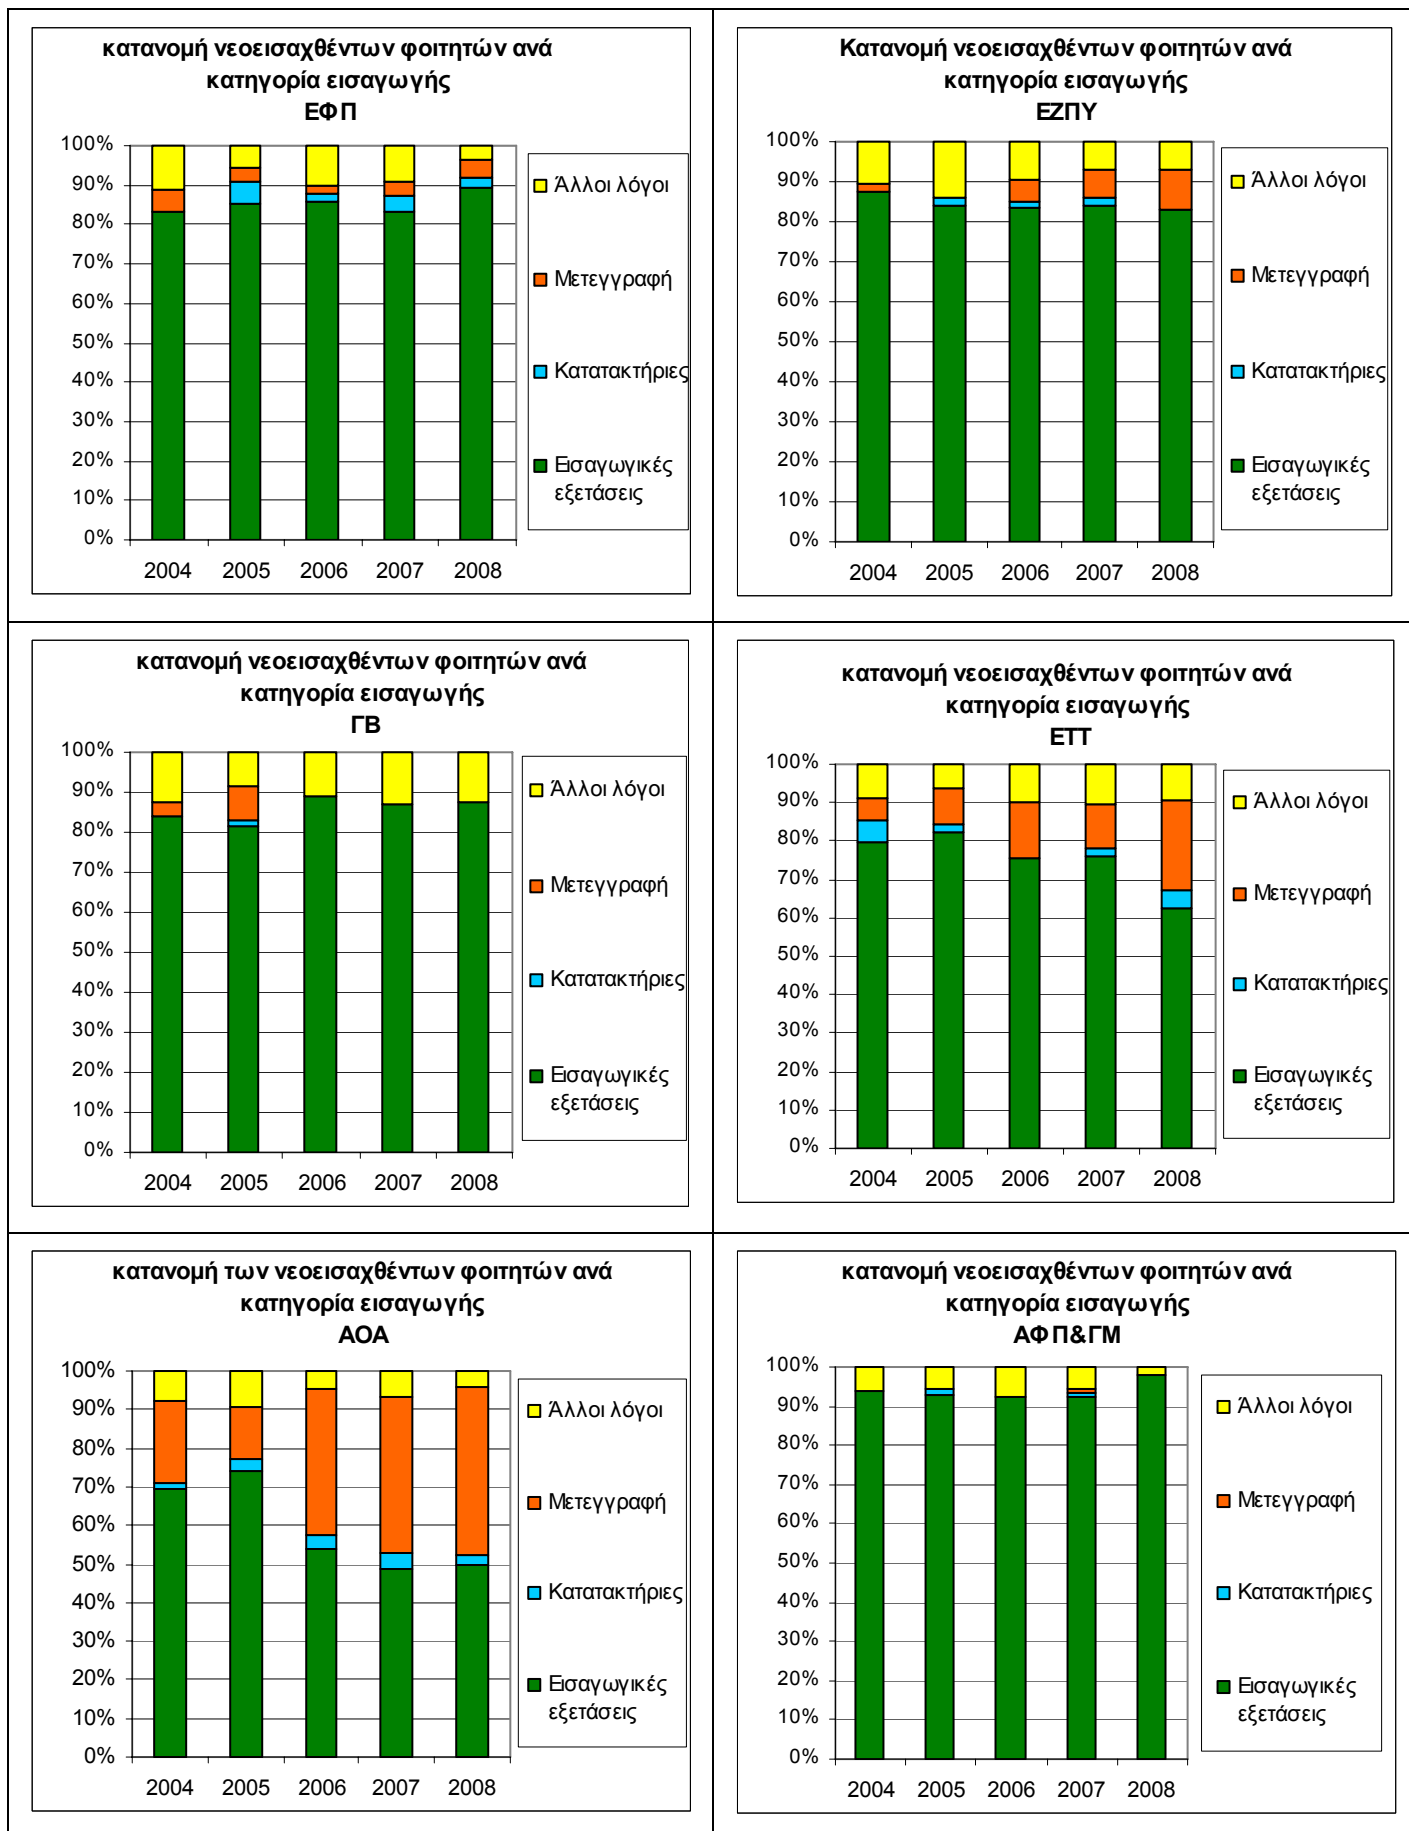 κατανομή νεοεισαχθέντων φοιτητών ανά
κατηγορία εισαγωγής
ΕΦΠ
100%
90%
80%
70%
60%
50%
40%
30%
20%
10%
0%
2004 2005 2006 2007 2008
Άλλοι λόγοι
Μετεγγραφή
Κατατακτήριες
Εισαγωγικές
εξετάσεις
Κατανομή νεοεισαχθέντων φοιτητών ανά
κατηγορία εισαγωγής
ΕΖΠΥ
100%
90%
80%
70%
60%
50%
40%
30%
20%
10%
0%
2004 2005 2006 2007 2008
Άλλοι λόγοι
Μετεγγραφή
Κατατακτήριες
Εισαγωγικές
εξετάσεις
κατανομή νεοεισαχθέντων φοιτητών ανά
κατηγορία εισαγωγής
ΓΒ
100%
90%
80%
70%
60%
50%
40%
30%
20%
10%
0%
2004 2005 2006 2007 2008
Άλλοι λόγοι
Μετεγγραφή
Κατατακτήριες
Εισαγωγικές
εξετάσεις
κατανομή νεοεισαχθέντων φοιτητών ανά
κατηγορία εισαγωγής
ΕΤΤ
100%
90%
80%
70%
60%
50%
40%
30%
20%
10%
0%
2004 2005 2006 2007 2008
Άλλοι λόγοι
Μετεγγραφή
Κατατακτήριες
Εισαγωγικές
εξετάσεις
κατανομή των νεοεισαχθέντων φοιτητών ανά
κατηγορία εισαγωγής
ΑΟΑ
100%
90%
80%
70%
60%
50%
40%
30%
20%
10%
0%
2004 2005 2006 2007 2008
Άλλοι λόγοι
Μετεγγραφή
Κατατακτήριες
Εισαγωγικές
εξετάσεις
κατανομή νεοεισαχθέντων φοιτητών ανά
κατηγορία εισαγωγής
ΑΦΠ&ΓΜ
100%
90%
80%
70%
60%
50%
40%
30%
20%
10%
0%
2004 2005 2006 2007 2008
Άλλοι λόγοι
Μετεγγραφή
Κατατακτήριες
Εισαγωγικές
εξετάσεις